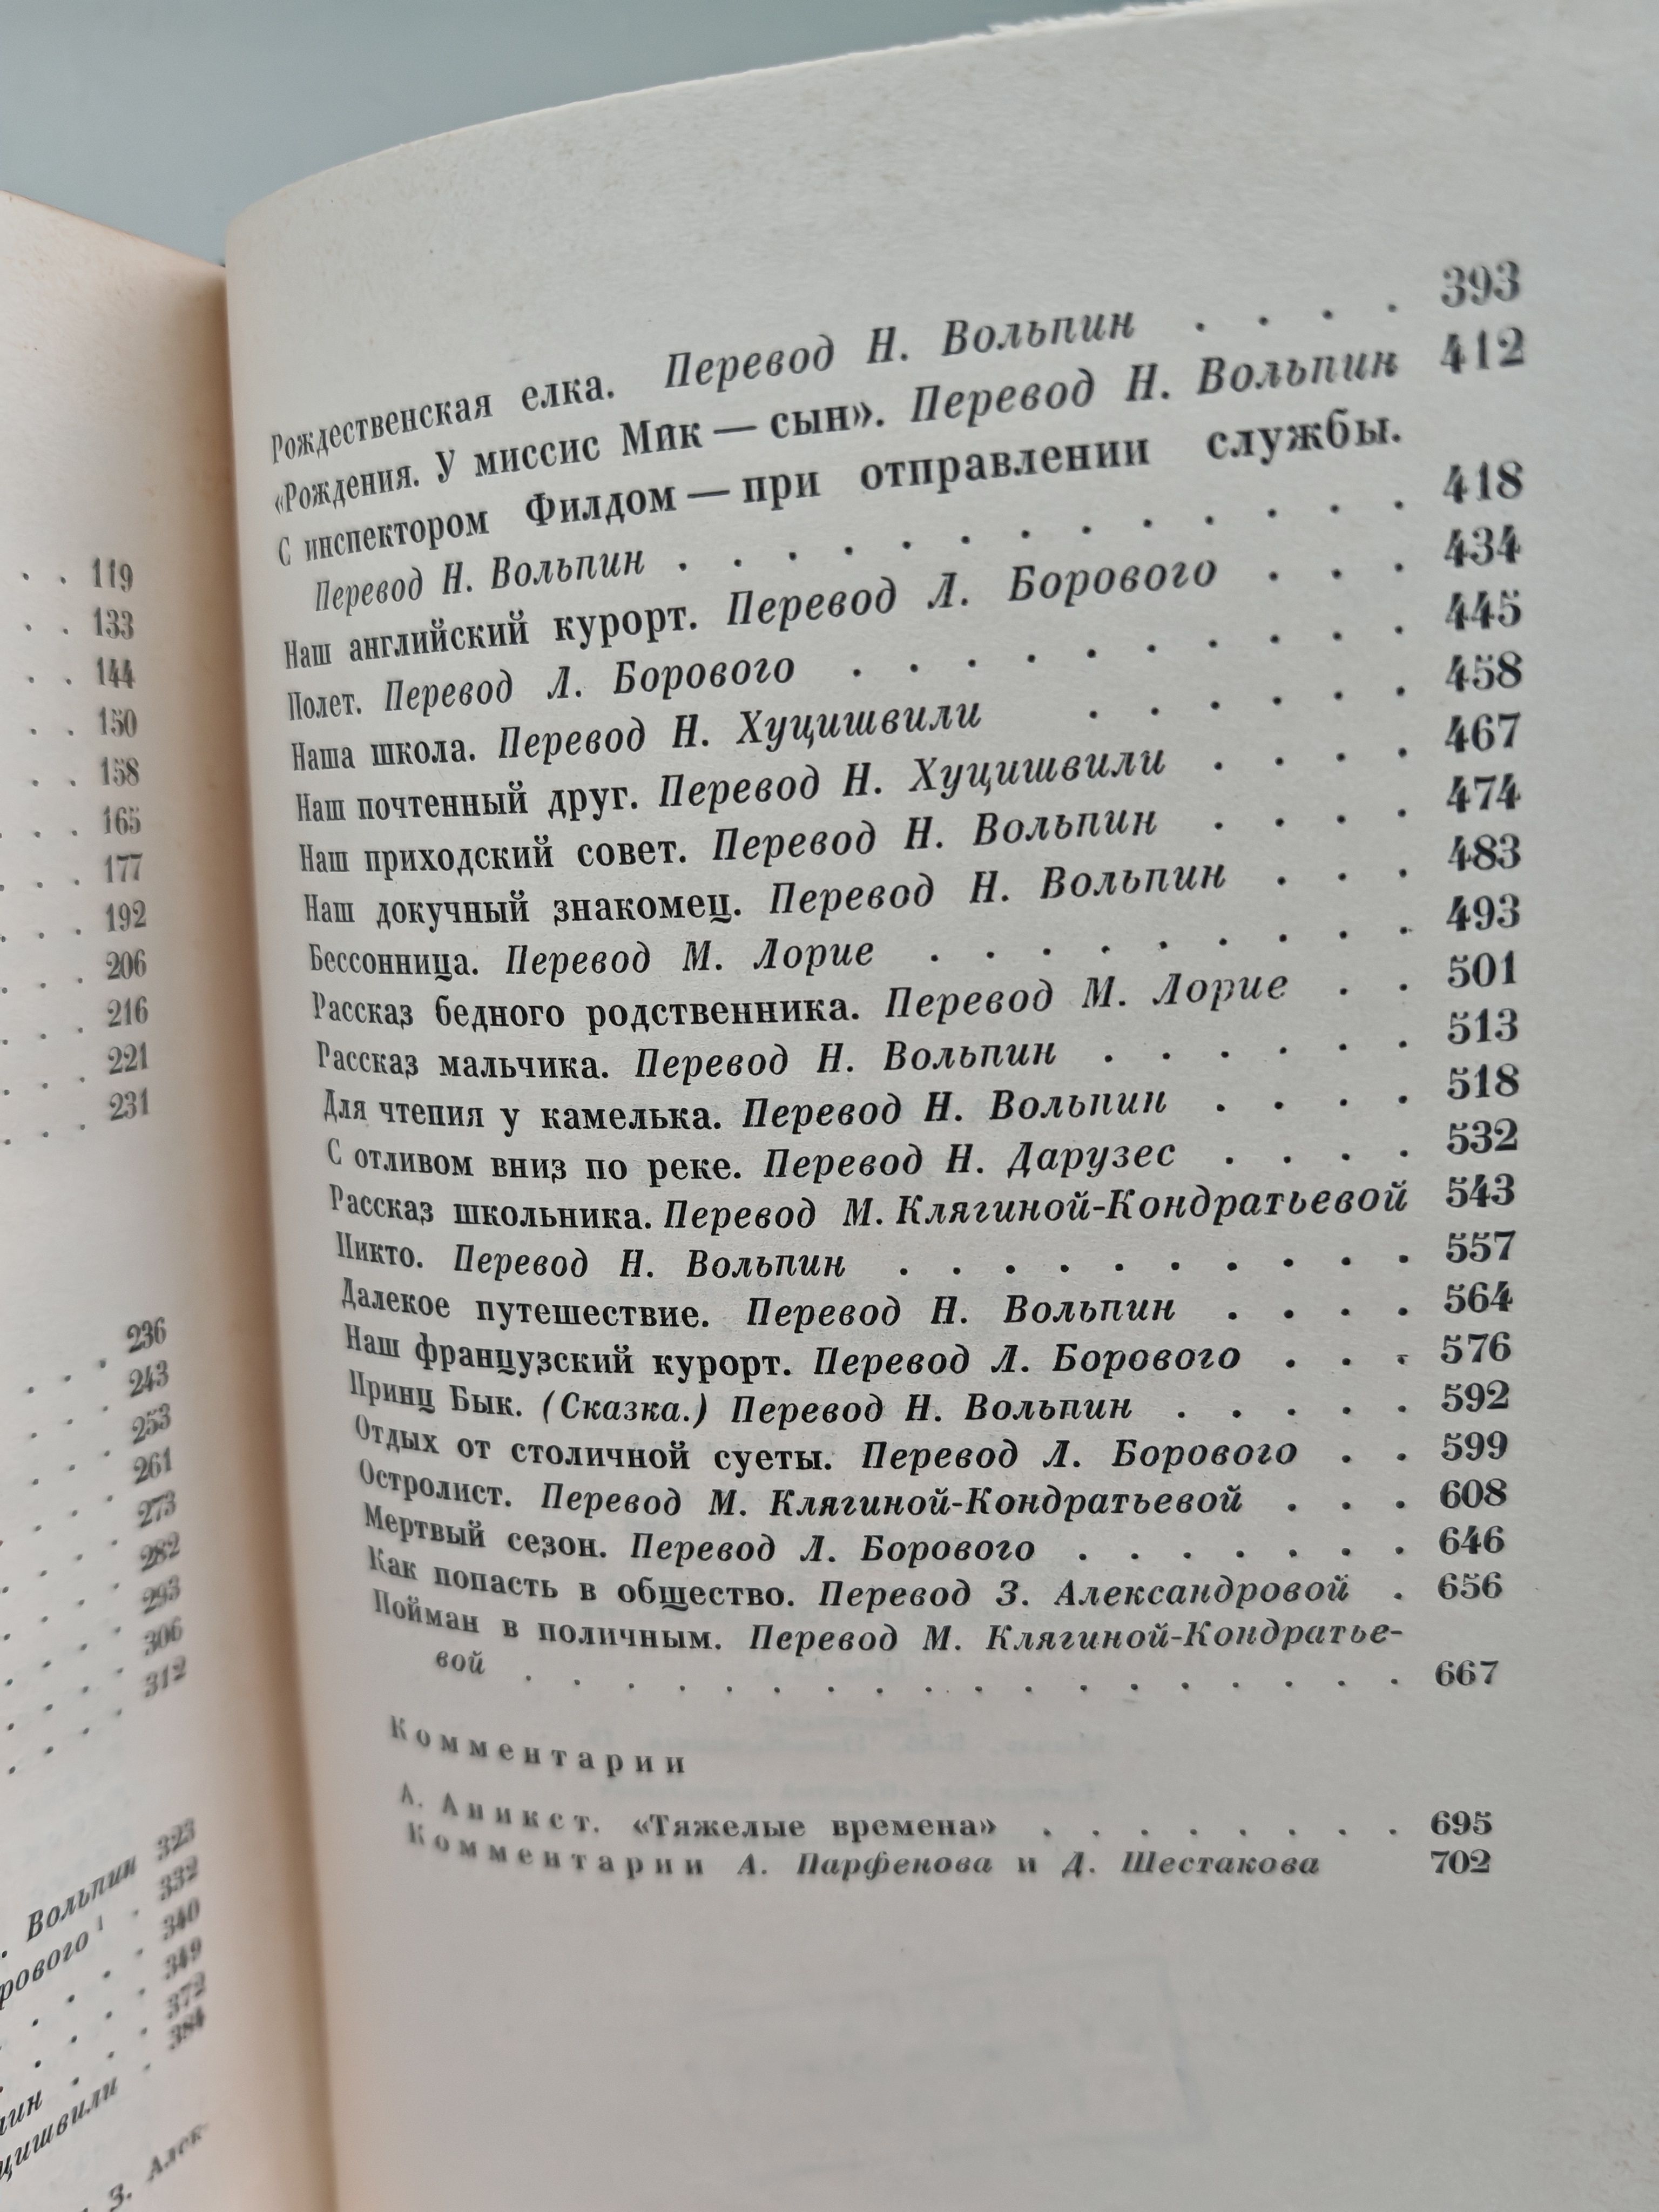 119
133
144
150
158
165
177
192
206
216
221
231
236
243
253
261
273
282
293
306
312
Вольпин 323
332
340
349
372
384
З. Алек-
Рождественская елка. Перевод Н. Вольпин . . . . 393
«Рождения. У миссис Мик — сын». Перевод Н. Вольпин 412
С инспектором Филдом — при отправлении службы.
Перевод Н. Вольпин . . . . . . . . . . . . . 418
Наш английский курорт. Перевод Л. Борового . . . 434
Полет. Перевод Л. Борового . . . . . . . . . . 445
Наша школа. Перевод Н. Хуцишвили . . . . . . 458
Наш почтенный друг. Перевод Н. Хуцишвили . . . . 467
Наш приходский совет. Перевод Н. Вольпин . . . . 474
Наш докучный знакомец. Перевод Н. Вольпин . . . 483
Бессонница. Перевод М. Лорие . . . . . . . . . 493
Рассказ бедного родственника. Перевод М. Лорие . . 501
Рассказ мальчика. Перевод Н. Вольпин . . . . . . 513
Для чтения у камелька. Перевод Н. Вольпин . . . . 518
С отливом вниз по реке. Перевод Н. Дарузес . . . . 532
Рассказ школьника. Перевод М. Клягиной-Кондратьевой 543
Никто. Перевод Н. Вольпин . . . . . . . . . . 557
Далекое путешествие. Перевод Н. Вольпин . . . . 564
Наш французский курорт. Перевод Л. Борового . . . 576
Принц Бык. (Сказка.) Перевод Н. Вольпин . . . . . 592
Отдых от столичной суеты. Перевод Л. Борового . . 599
Остролист. Перевод М. Клягиной-Кондратьевой . . . 608
Мертвый сезон. Перевод Л. Борового . . . . . . . 646
Как попасть в общество. Перевод З. Александровой . 656
Пойман с поличным. Перевод М. Клягиной-Кондратье-
вой . . . . . . . . . . . . . . . . . . 667
Комментарии
А. Аникст. «Тяжелые времена» . . . . . . . . 695
Комментарии А. Парфенова и Д. Шестакова 702